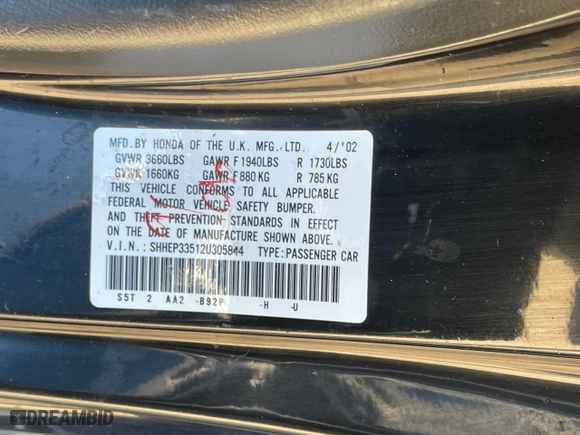 MFD.BY HONDA OF THE U.K. MFG.,LTD. 4/'02
GVWR 3660LBS GAWR F 1940LBS R 1730LBS
GVWR 1660KG GAWR F 880KG R 785KG
THIS VEHICLE CONFORMS TO ALL APPLICABLE
FEDERAL MOTOR VEHICLE SAFETY BUMPER.
AND THEFT PREVENTION STANDARDS IN EFFECT
ON THE DATE OF MANUFACTURE SHOWN ABOVE.
V.I.N.: SHHEP33512U305844 TYPE:PASSENGER CAR
S5T 2 AA2 -B92P -H -U
DREAMBID